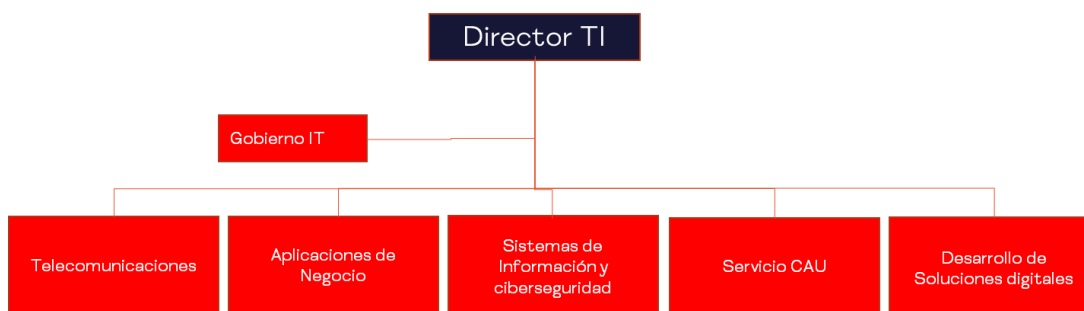 Director TI
Gobierno IT
Telecomunicaciones
Aplicaciones de
Negocio
Sistemas de
Información y
ciberseguridad
Servicio CAU
Desarrollo de
Soluciones digitales